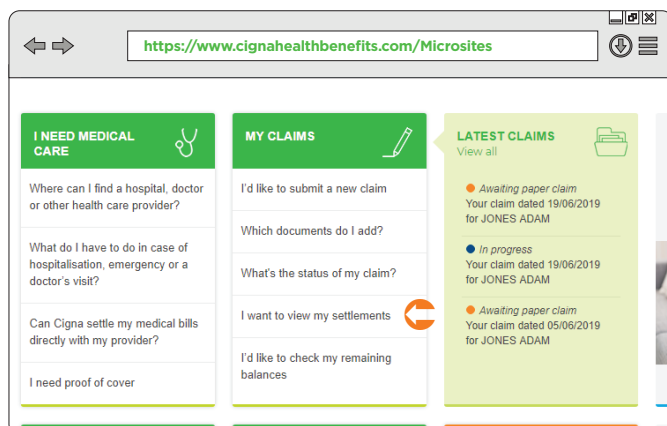 https://www.cignahealthbenefits.com/Microsites
I NEED MEDICAL
CARE
Where can I find a hospital, doctor
or other health care provider?
What do I have to do in case of
hospitalisation, emergency or a
doctor's visit?
Can Cigna settle my medical bills
directly with my provider?
I need proof of cover
MY CLAIMS
I'd like to submit a new claim
Which documents do I add?
What's the status of my claim?
I want to view my settlements
I'd like to check my remaining
balances
LATEST CLAIMS
View all
Awaiting paper claim
Your claim dated 19/06/2019
for JONES ADAM
In progress
Your claim dated 19/06/2019
for JONES ADAM
Awaiting paper claim
Your claim dated 05/06/2019
for JONES ADAM